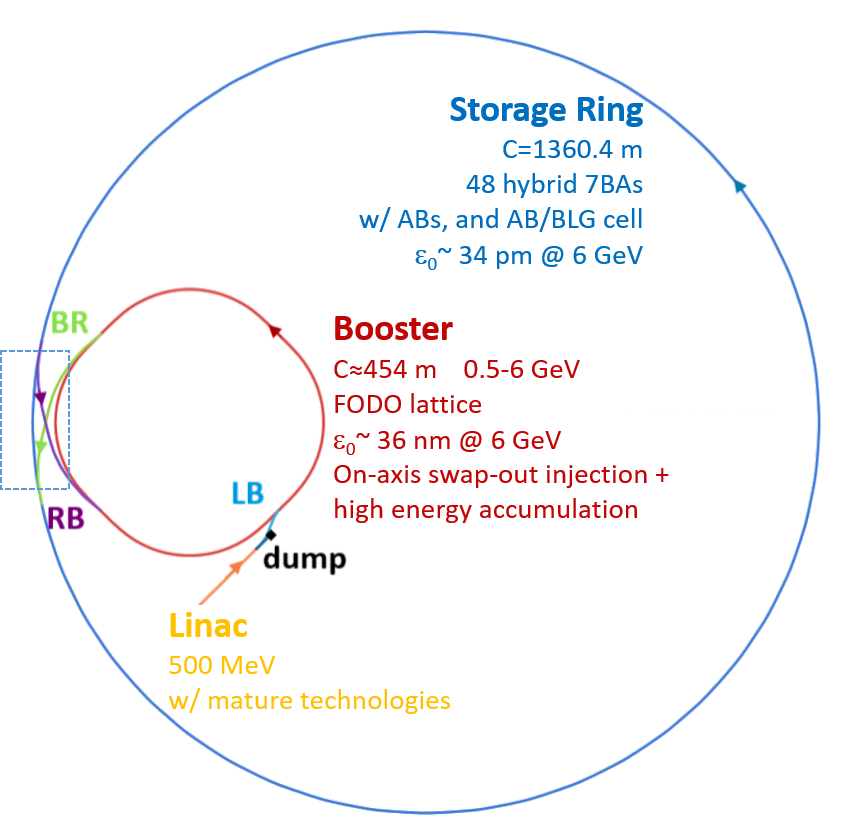 Storage Ring
C=1360.4 m
48 hybrid 7BAs
w/ ABs, and AB/BLG cell
ε₀~ 34 pm @ 6 GeV
BR
Booster
C≈454 m 0.5-6 GeV
FODO lattice
ε₀~ 36 nm @ 6 GeV
On-axis swap-out injection +
high energy accumulation
LB
RB
dump
Linac
500 MeV
w/ mature technologies